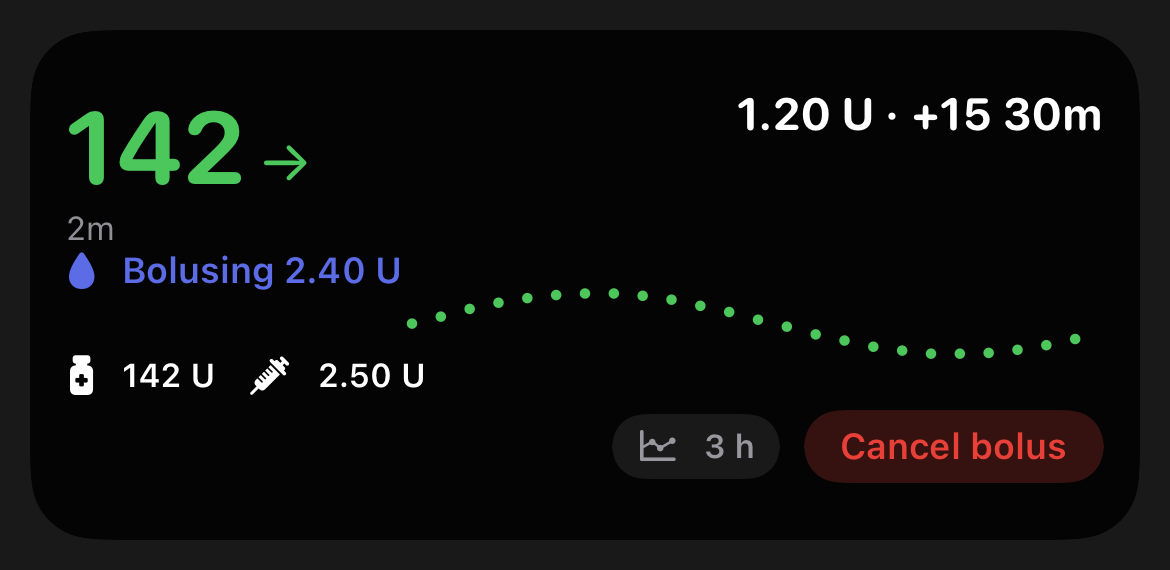 142 →
1.20 U · +15 30m
2m
Bolusing 2.40 U
142 U 2.50 U
3 h
Cancel bolus